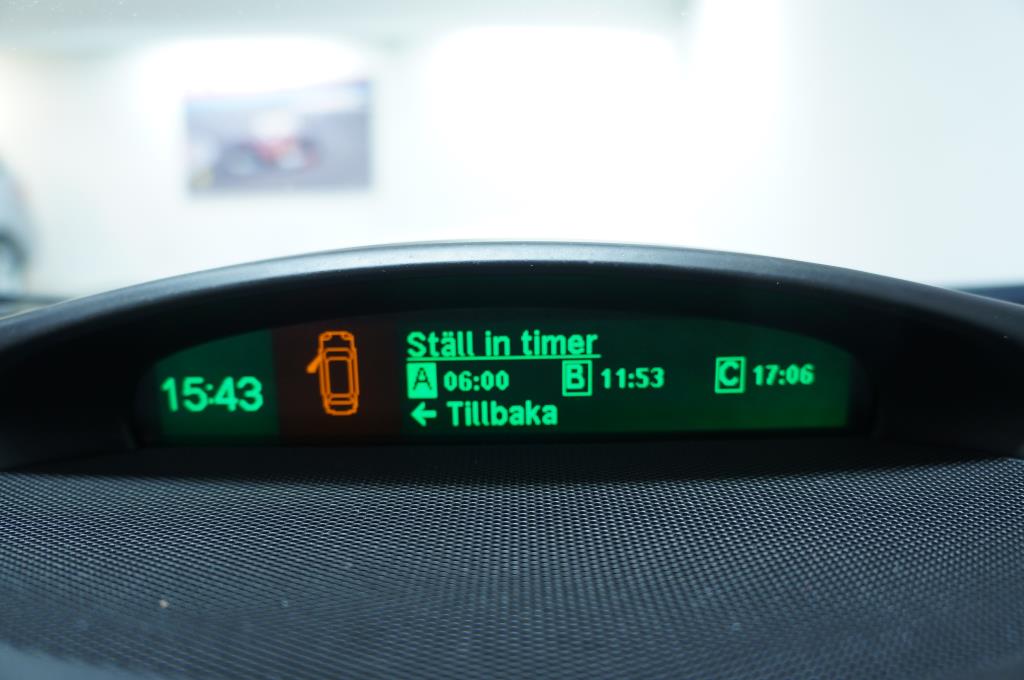 15:43
Ställ in timer
A 06:00 B 11:53 C 17:06
← Tillbaka